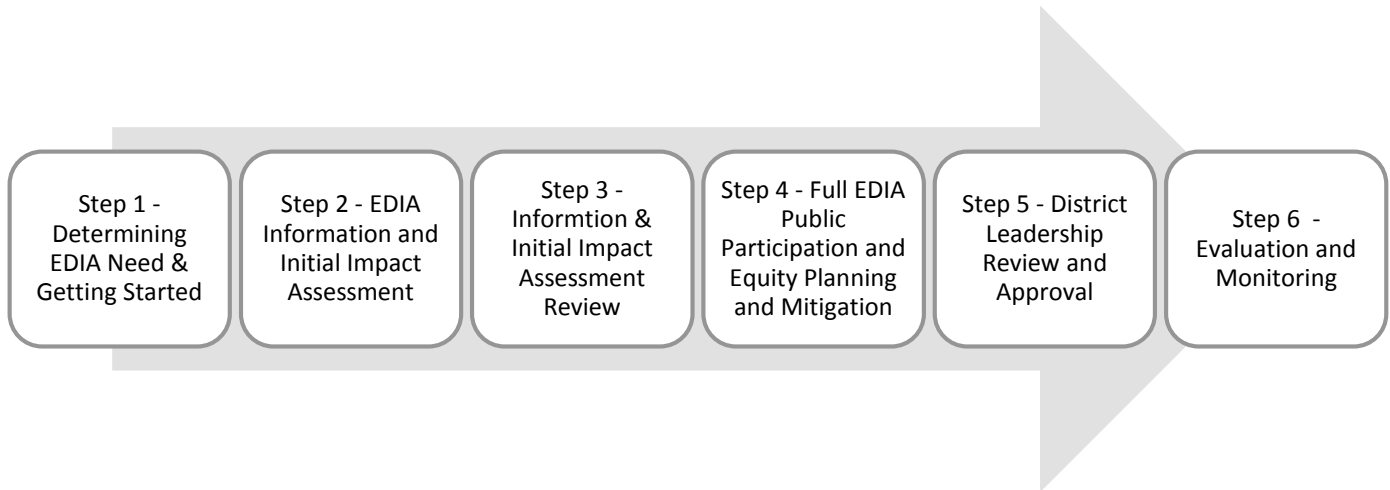 Step 1 -
Determining
EDIA Need &
Getting Started
Step 2 - EDIA
Information and
Initial Impact
Assessment
Step 3 -
Informtion &
Initial Impact
Assessment
Review
Step 4 - Full EDIA
Public
Participation and
Equity Planning
and Mitigation
Step 5 - District
Leadership
Review and
Approval
Step 6 -
Evaluation and
Monitoring